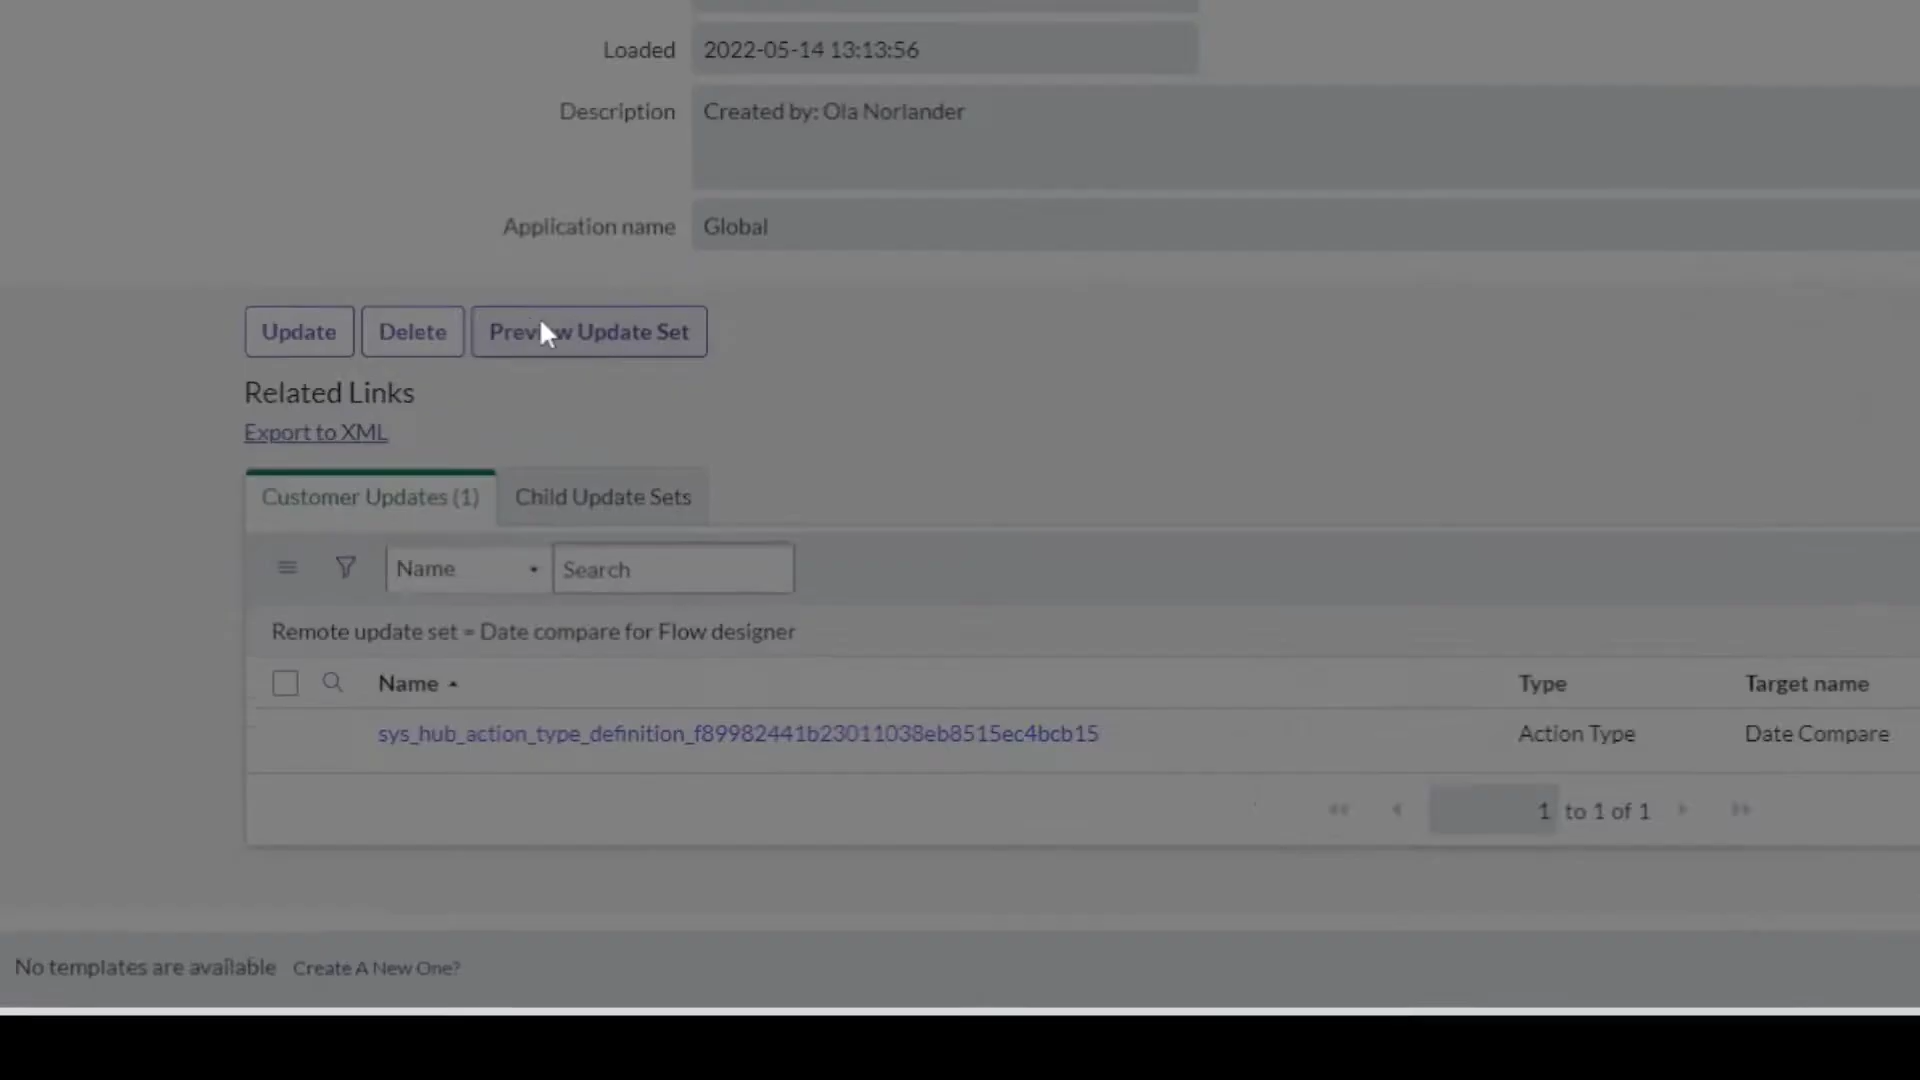 Loaded 2022-05-14 13:13:56
Description Created by: Ola Norlander
Application name Global
Update Delete Preview Update Set
Related Links
Export to XML
Customer Updates (1) Child Update Sets
Name Search
Remote update set = Date compare for Flow designer
Name Type Target name
sys_hub_action_type_definition_f89982441b23011038eb8515ec4bcb15 Action Type Date Compare
1 to 1 of 1
No templates are available Create A New One?